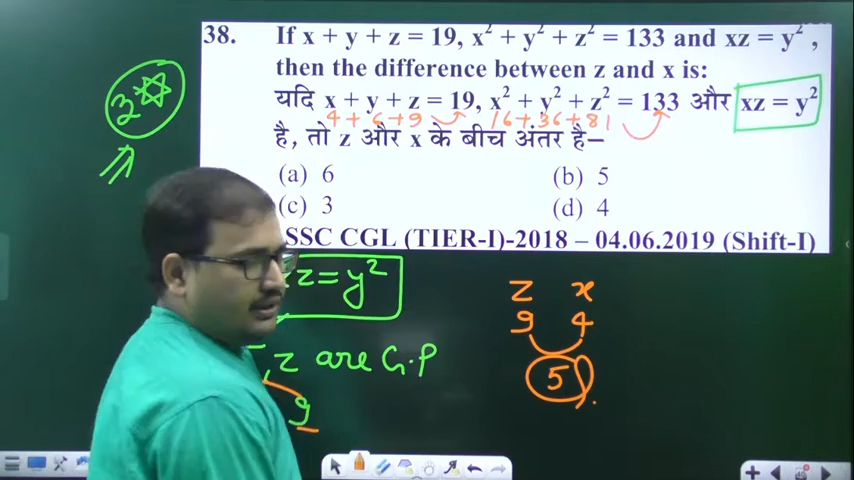 38. If x + y + z = 19, x² + y² + z² = 133 and xz = y²,
then the difference between z and x is:
यदि x + y + z = 19, x² + y² + z² = 133 और xz = y²
4 + 6 + 9 16 + 36 + 81
है, तो z और x के बीच अंतर है–
(a) 6 (b) 5
(c) 3 (d) 4
SSC CGL (TIER-I)-2018 – 04.06.2019 (Shift-I)
z = y²
z x
9 4
, z are G.P
5
9